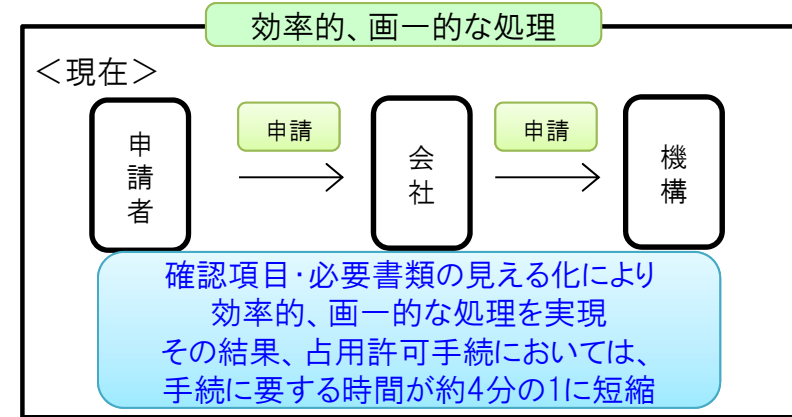 効率的、画一的な処理
＜現在＞
申請者
申請
会社
申請
機構
確認項目・必要書類の見える化により
効率的、画一的な処理を実現
その結果、占用許可手続においては、
手続に要する時間が約4分の1に短縮